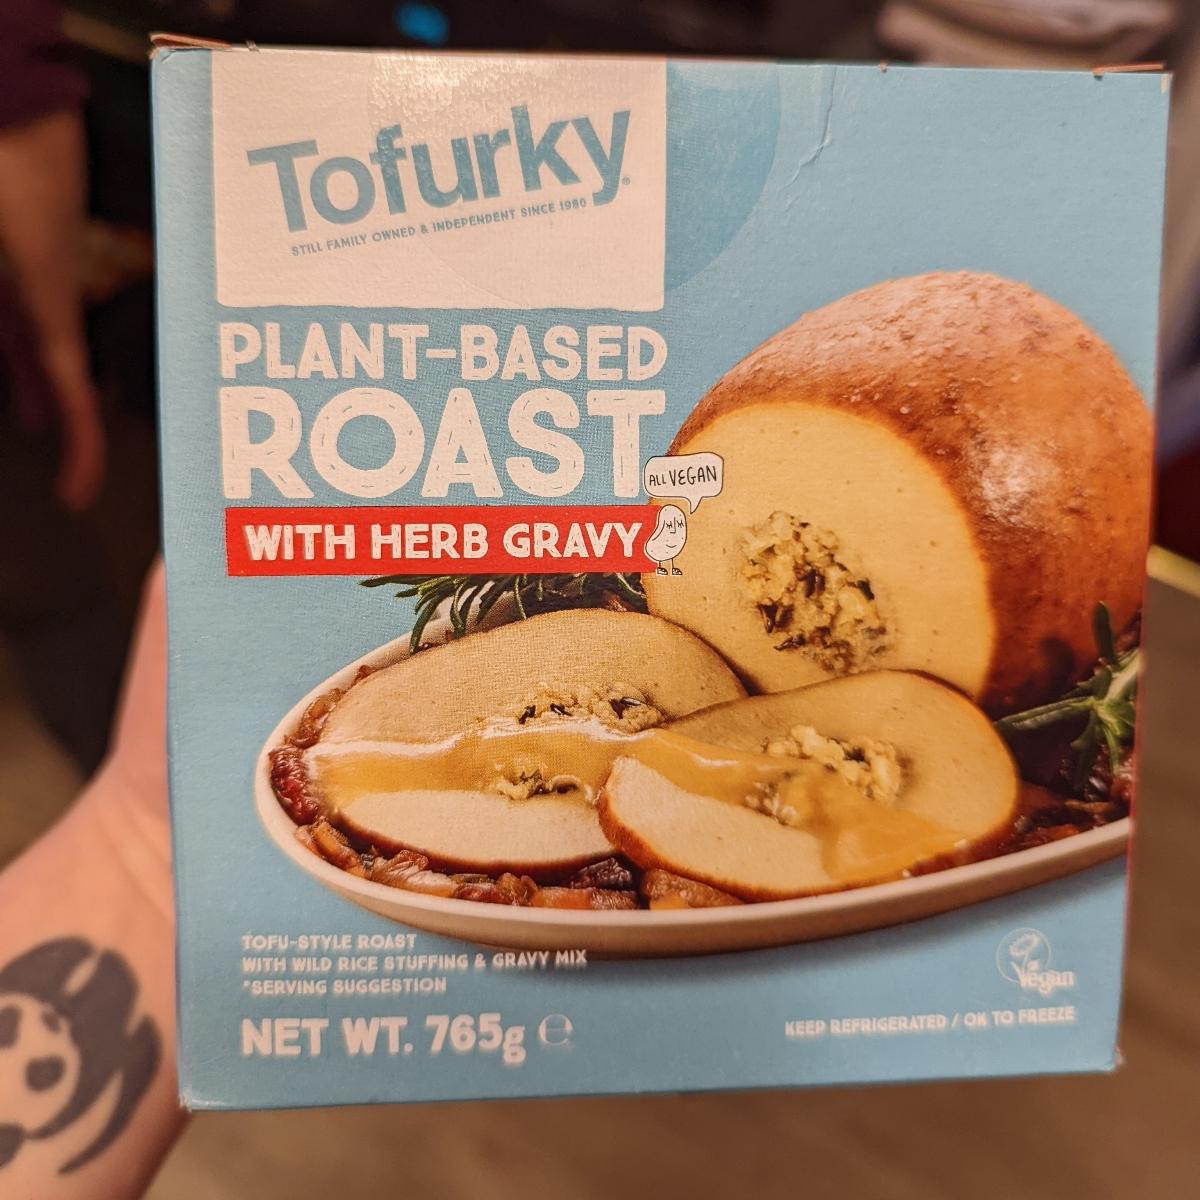 Tofurky®
STILL FAMILY OWNED & INDEPENDENT SINCE 1980
PLANT-BASED
ROAST
ALL VEGAN
WITH HERB GRAVY
TOFU-STYLE ROAST
WITH WILD RICE STUFFING & GRAVY MIX
*SERVING SUGGESTION
NET WT. 765g ℮
Vegan
KEEP REFRIGERATED / OK TO FREEZE